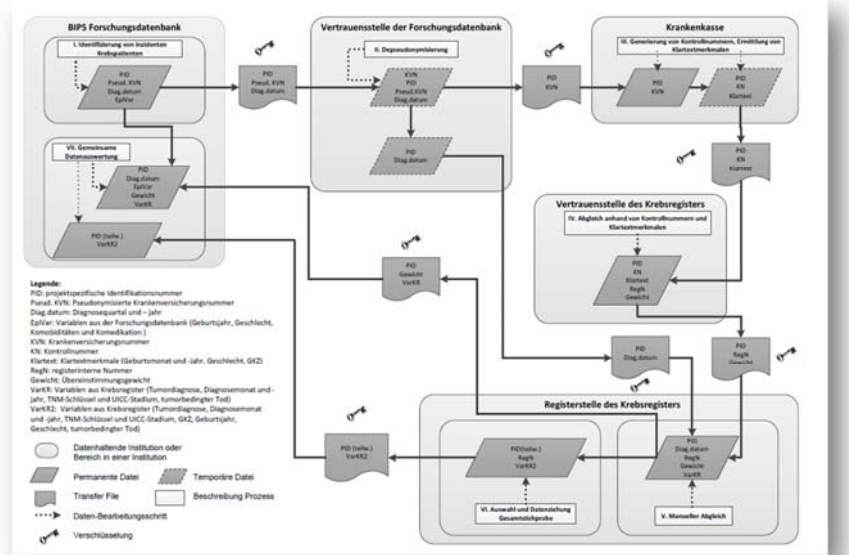 BIPS Forschungsdatenbank
I. Identifizierung von inzidenten
Krebspatienten
PID
Pseud. KVN
Diag.datum
EpiVar
VII. Gemeinsame
Datenauswertung
PID
Diag.datum
EpiVar
Gewicht
VarKR
PID (teilw.)
VarKR2
PID
Pseud. KVN
Diag.datum
Vertrauensstelle der Forschungsdatenbank
II. Depseudonymisierung
KVN
PID
Pseud.KVN
Diag.datum
PID
Diag.datum
PID
KVN
Krankenkasse
III. Generierung von Kontrollnummern, Ermittlung von
Klartextmerkmalen
PID
KVN
PID
KN
Klartext
PID
KN
Klartext
Vertrauensstelle des Krebsregisters
IV. Abgleich anhand von Kontrollnummern und
Klartextmerkmalen
PID
KN
Klartext
RegN
Gewicht
PID
Gewicht
VarKR
PID
Diag.datum
PID
RegN
Gewicht
Registerstelle des Krebsregisters
PID (teilw.)
VarKR2
PID(teilw.)
RegN
VarKR2
VI. Auswahl und Datenziehung
Gesamtstichprobe
PID
Diag.datum
RegN
Gewicht
VarKR
V. Manueller Abgleich
Legende:
PID: projektspezifische Identifikationsnummer
Pseud. KVN: Pseudonymisierte Krankenversicherungsnummer
Diag.datum: Diagnosequartal und – jahr
EpiVar: Variablen aus der Forschungsdatenbank (Geburtsjahr, Geschlecht,
Komobiditäten und Komedikation )
KVN: Krankenversicherungsnummer
KN: Kontrollnummer
Klartext: Klartextmerkmale (Geburtsmonat und -jahr, Geschlecht, GKZ)
RegN: registerinterne Nummer
Gewicht: Übereinstimmungsgewicht
VarKR: Variablen aus Krebsregister (Tumordiagnose, Diagnosemonat und -
jahr, TNM-Schlüssel und UICC-Stadium, tumorbedingter Tod)
VarKR2: Variablen aus Krebsregister (Tumordiagnose, Diagnosemonat
und -jahr, TNM-Schlüssel und UICC-Stadium, GKZ, Geburtsjahr,
Geschlecht, tumorbedingter Tod)
Datenhaltende Institution oder
Bereich in einer Institution
Permanente Datei
Temporäre Datei
Transfer File
Beschreibung Prozess
Daten-Bearbeitungsschritt
Verschlüsselung